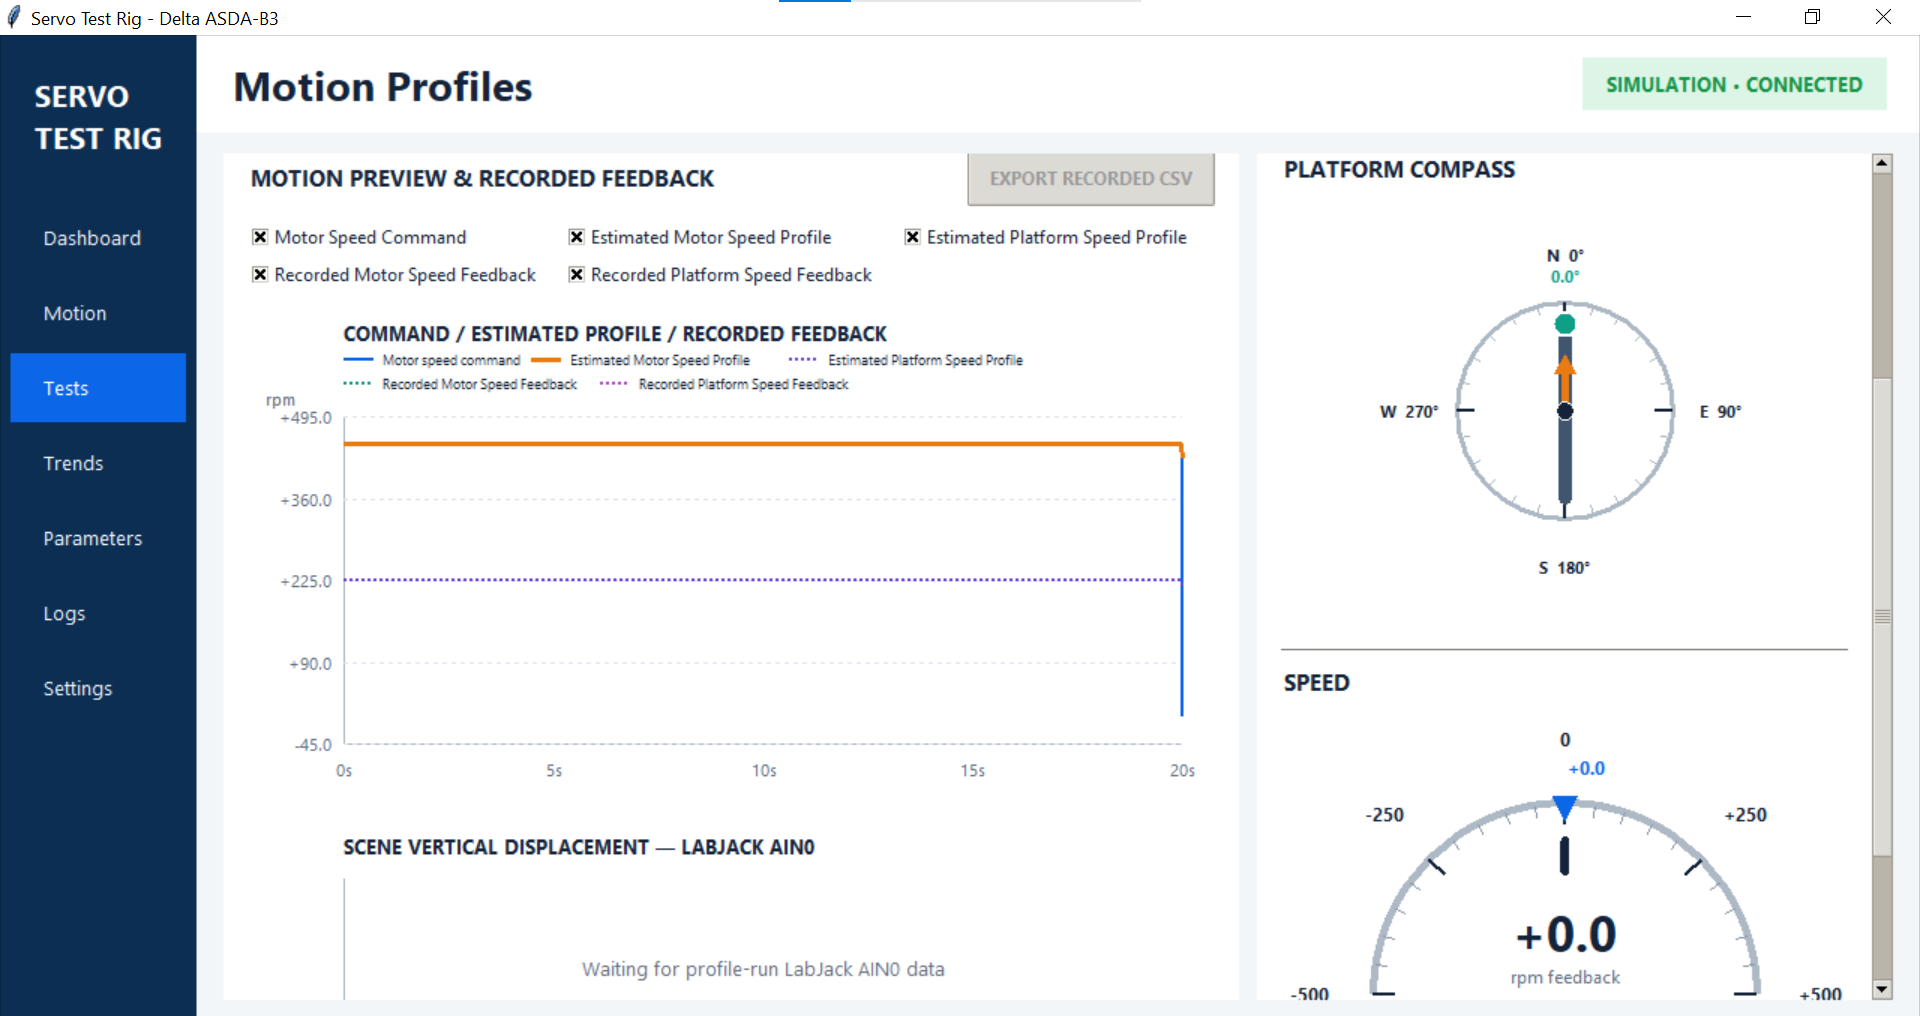 Servo Test Rig - Delta ASDA-B3
SERVO
TEST RIG
Dashboard
Motion
Tests
Trends
Parameters
Logs
Settings
Motion Profiles
SIMULATION • CONNECTED
MOTION PREVIEW & RECORDED FEEDBACK
EXPORT RECORDED CSV
Motor Speed Command
Estimated Motor Speed Profile
Estimated Platform Speed Profile
Recorded Motor Speed Feedback
Recorded Platform Speed Feedback
COMMAND / ESTIMATED PROFILE / RECORDED FEEDBACK
Motor speed command
Estimated Motor Speed Profile
Estimated Platform Speed Profile
Recorded Motor Speed Feedback
Recorded Platform Speed Feedback
rpm
+495.0
+360.0
+225.0
+90.0
-45.0
0s
5s
10s
15s
20s
SCENE VERTICAL DISPLACEMENT — LABJACK AIN0
Waiting for profile-run LabJack AIN0 data
PLATFORM COMPASS
N 0°
0.0°
W 270°
E 90°
S 180°
SPEED
0
+0.0
-250
+250
+0.0
rpm feedback
-500
+500